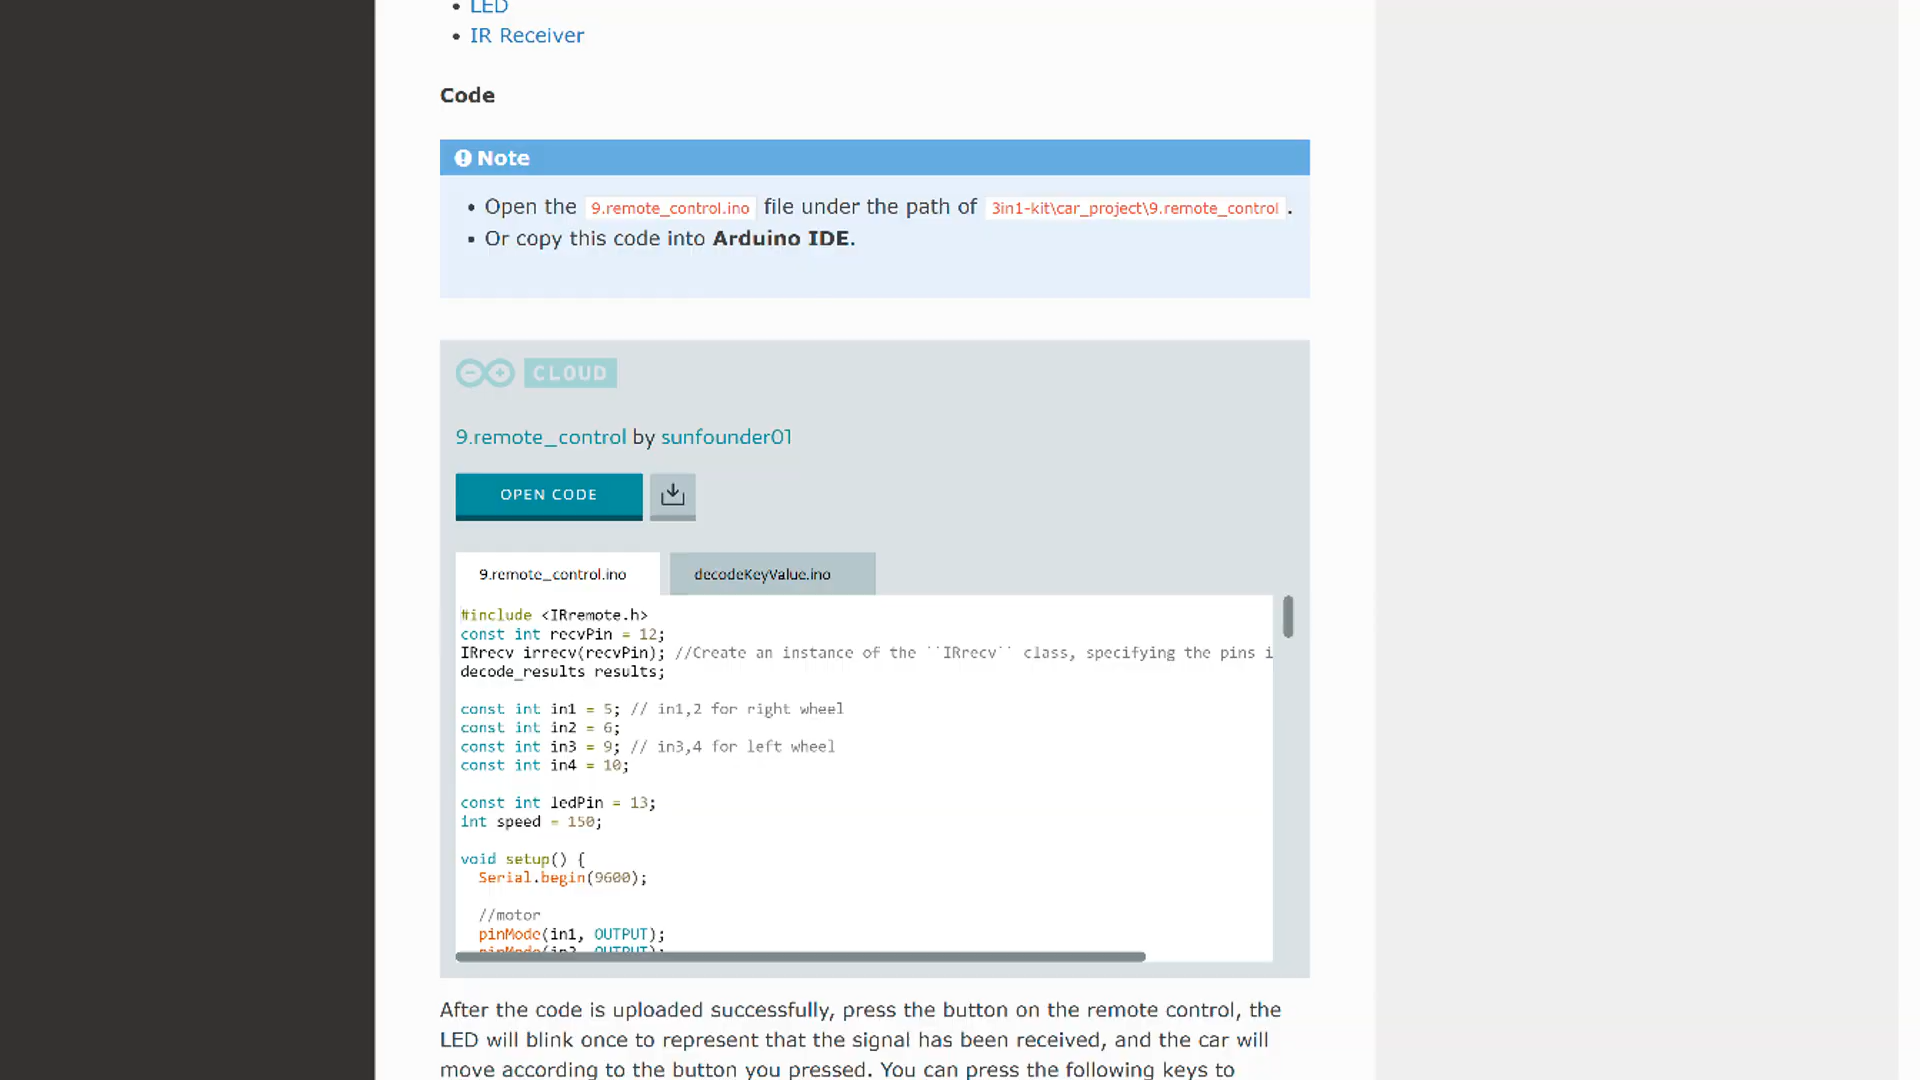 LED
IR Receiver
Code
Note
Open the 9.remote_control.ino file under the path of 3in1-kit\car_project\9.remote_control .
Or copy this code into Arduino IDE.
CLOUD
9.remote_control by sunfounder01
OPEN CODE
9.remote_control.ino decodeKeyValue.ino
#include <IRremote.h>
const int recvPin = 12;
IRrecv irrecv(recvPin); //Create an instance of the ``IRrecv`` class, specifying the pins i
decode_results results;
const int in1 = 5; // in1,2 for right wheel
const int in2 = 6;
const int in3 = 9; // in3,4 for left wheel
const int in4 = 10;
const int ledPin = 13;
int speed = 150;
void setup() {
Serial.begin(9600);
//motor
pinMode(in1, OUTPUT);
pinMode(in2, OUTPUT);
After the code is uploaded successfully, press the button on the remote control, the
LED will blink once to represent that the signal has been received, and the car will
move according to the button you pressed. You can press the following keys to